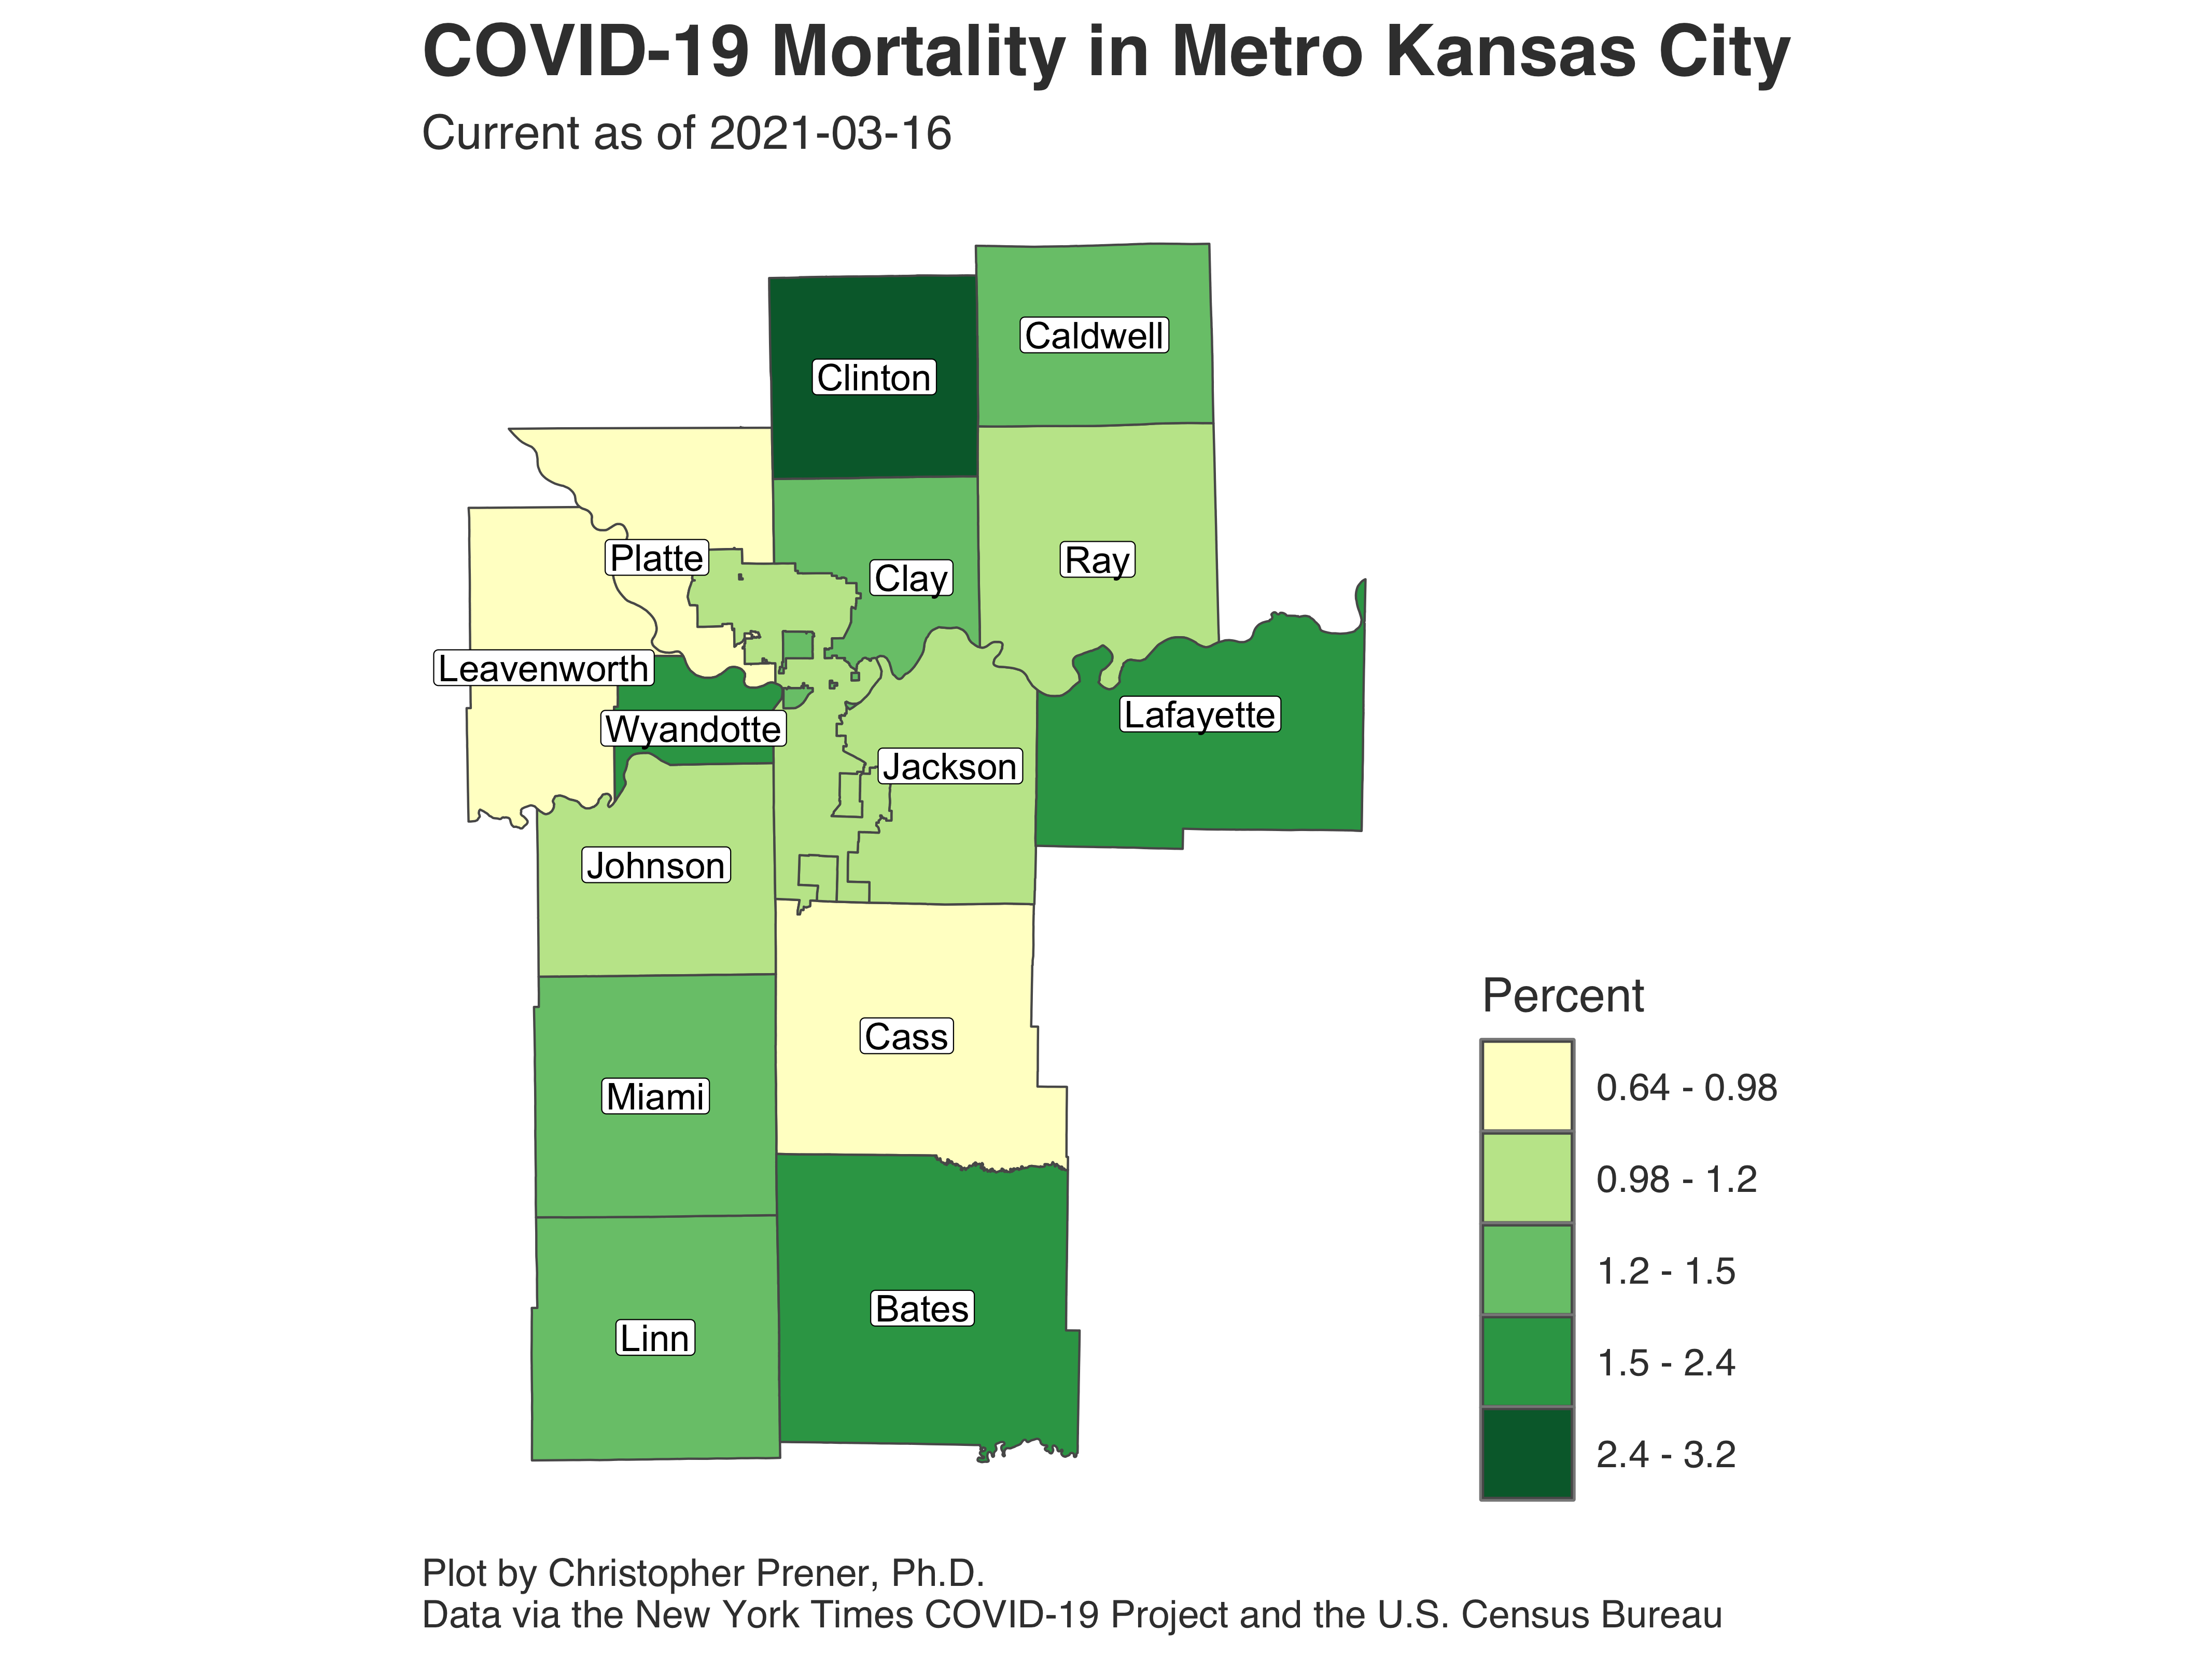 COVID-19 Mortality in Metro Kansas City
Current as of 2021-03-16
Caldwell
Clinton
Platte
Clay
Ray
Leavenworth
Wyandotte
Lafayette
Jackson
Johnson
Cass
Miami
Bates
Linn
Percent
0.64 - 0.98
0.98 - 1.2
1.2 - 1.5
1.5 - 2.4
2.4 - 3.2
Plot by Christopher Prener, Ph.D.
Data via the New York Times COVID-19 Project and the U.S. Census Bureau